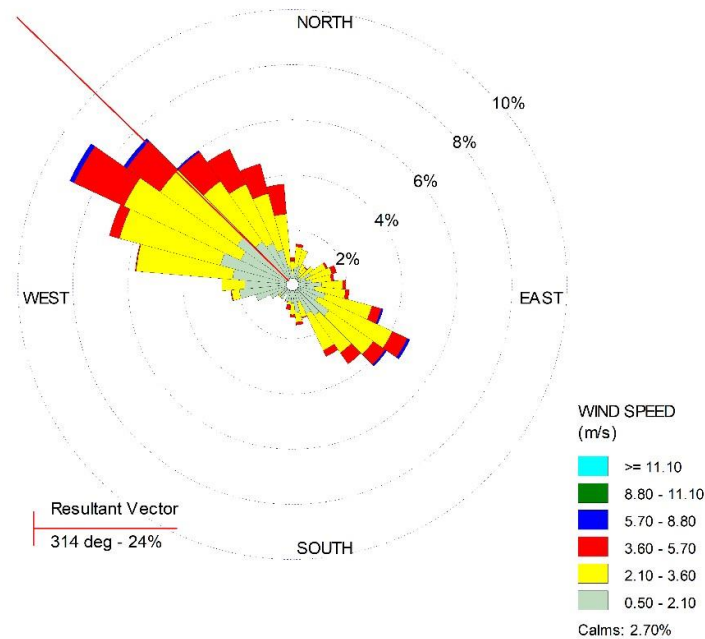 NORTH
10%
8%
6%
4%
2%
WEST
EAST
WIND SPEED
(m/s)
>= 11.10
8.80 - 11.10
5.70 - 8.80
3.60 - 5.70
2.10 - 3.60
0.50 - 2.10
Calms: 2.70%
Resultant Vector
314 deg - 24%
SOUTH